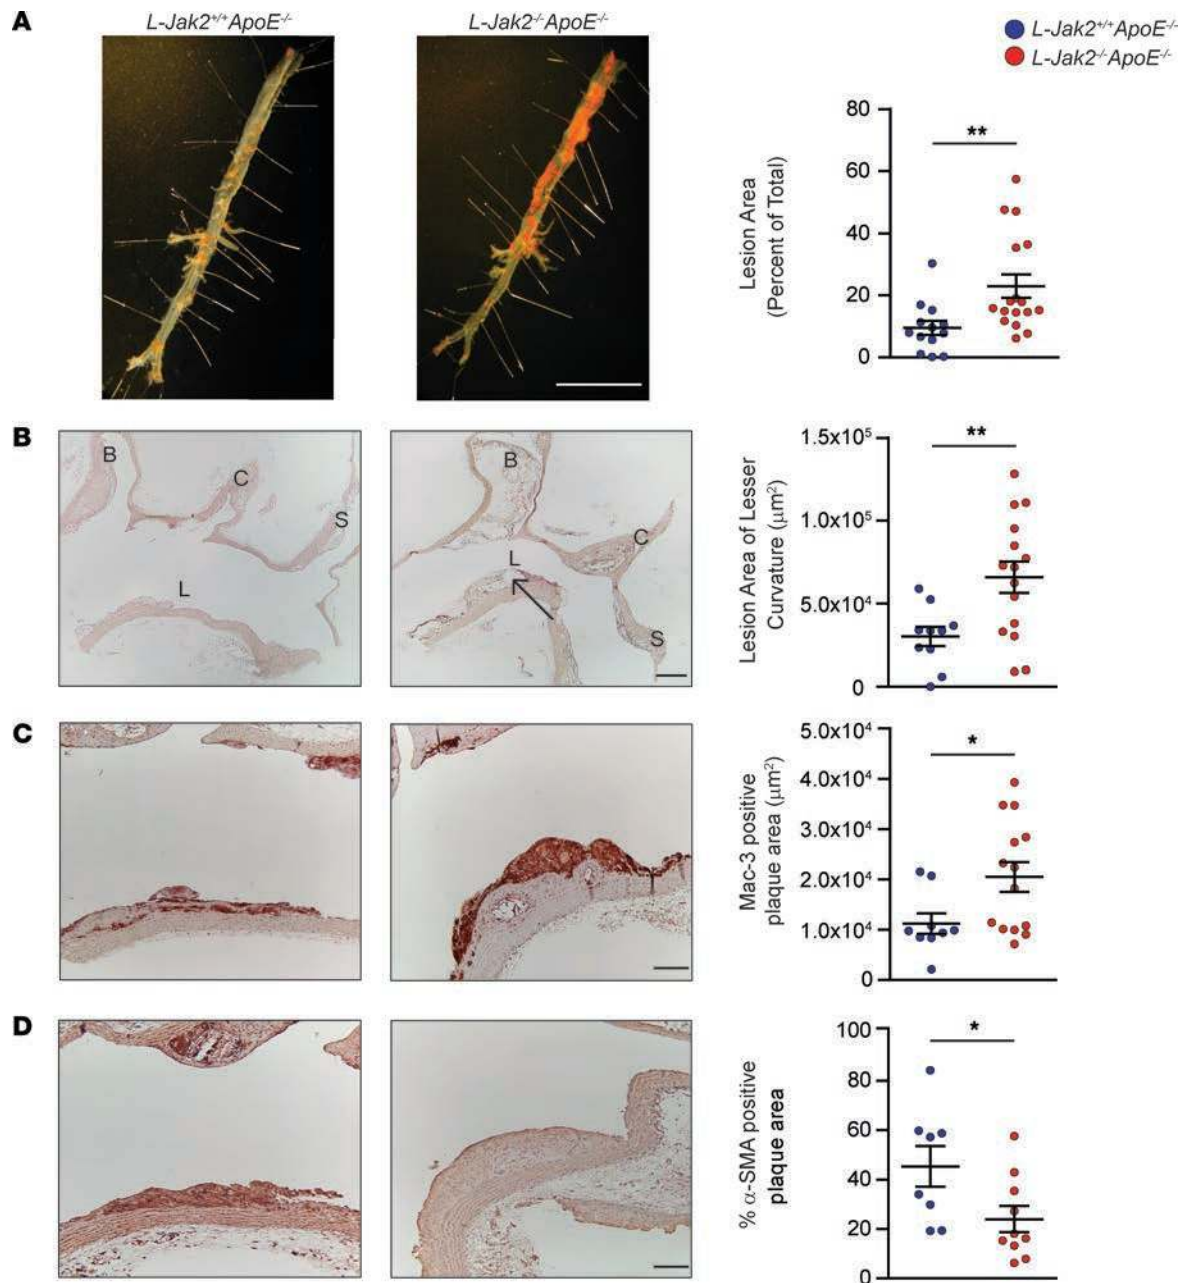 A
L-Jak2+/+ApoE-/-
L-Jak2-/-ApoE-/-
L-Jak2+/+ApoE-/-
L-Jak2-/-ApoE-/-
Lesion Area
(Percent of Total)
80
60
40
20
0
**
B
B
C
S
L
B
C
L
S
Lesion Area of Lesser
Curvature (μm²)
1.5x10⁵
1.0x10⁵
5.0x10⁴
0
**
C
Mac-3 positive
plaque area (μm²)
5.0x10⁴
4.0x10⁴
3.0x10⁴
2.0x10⁴
1.0x10⁴
0
*
D
% α-SMA positive
plaque area
100
80
60
40
20
0
*